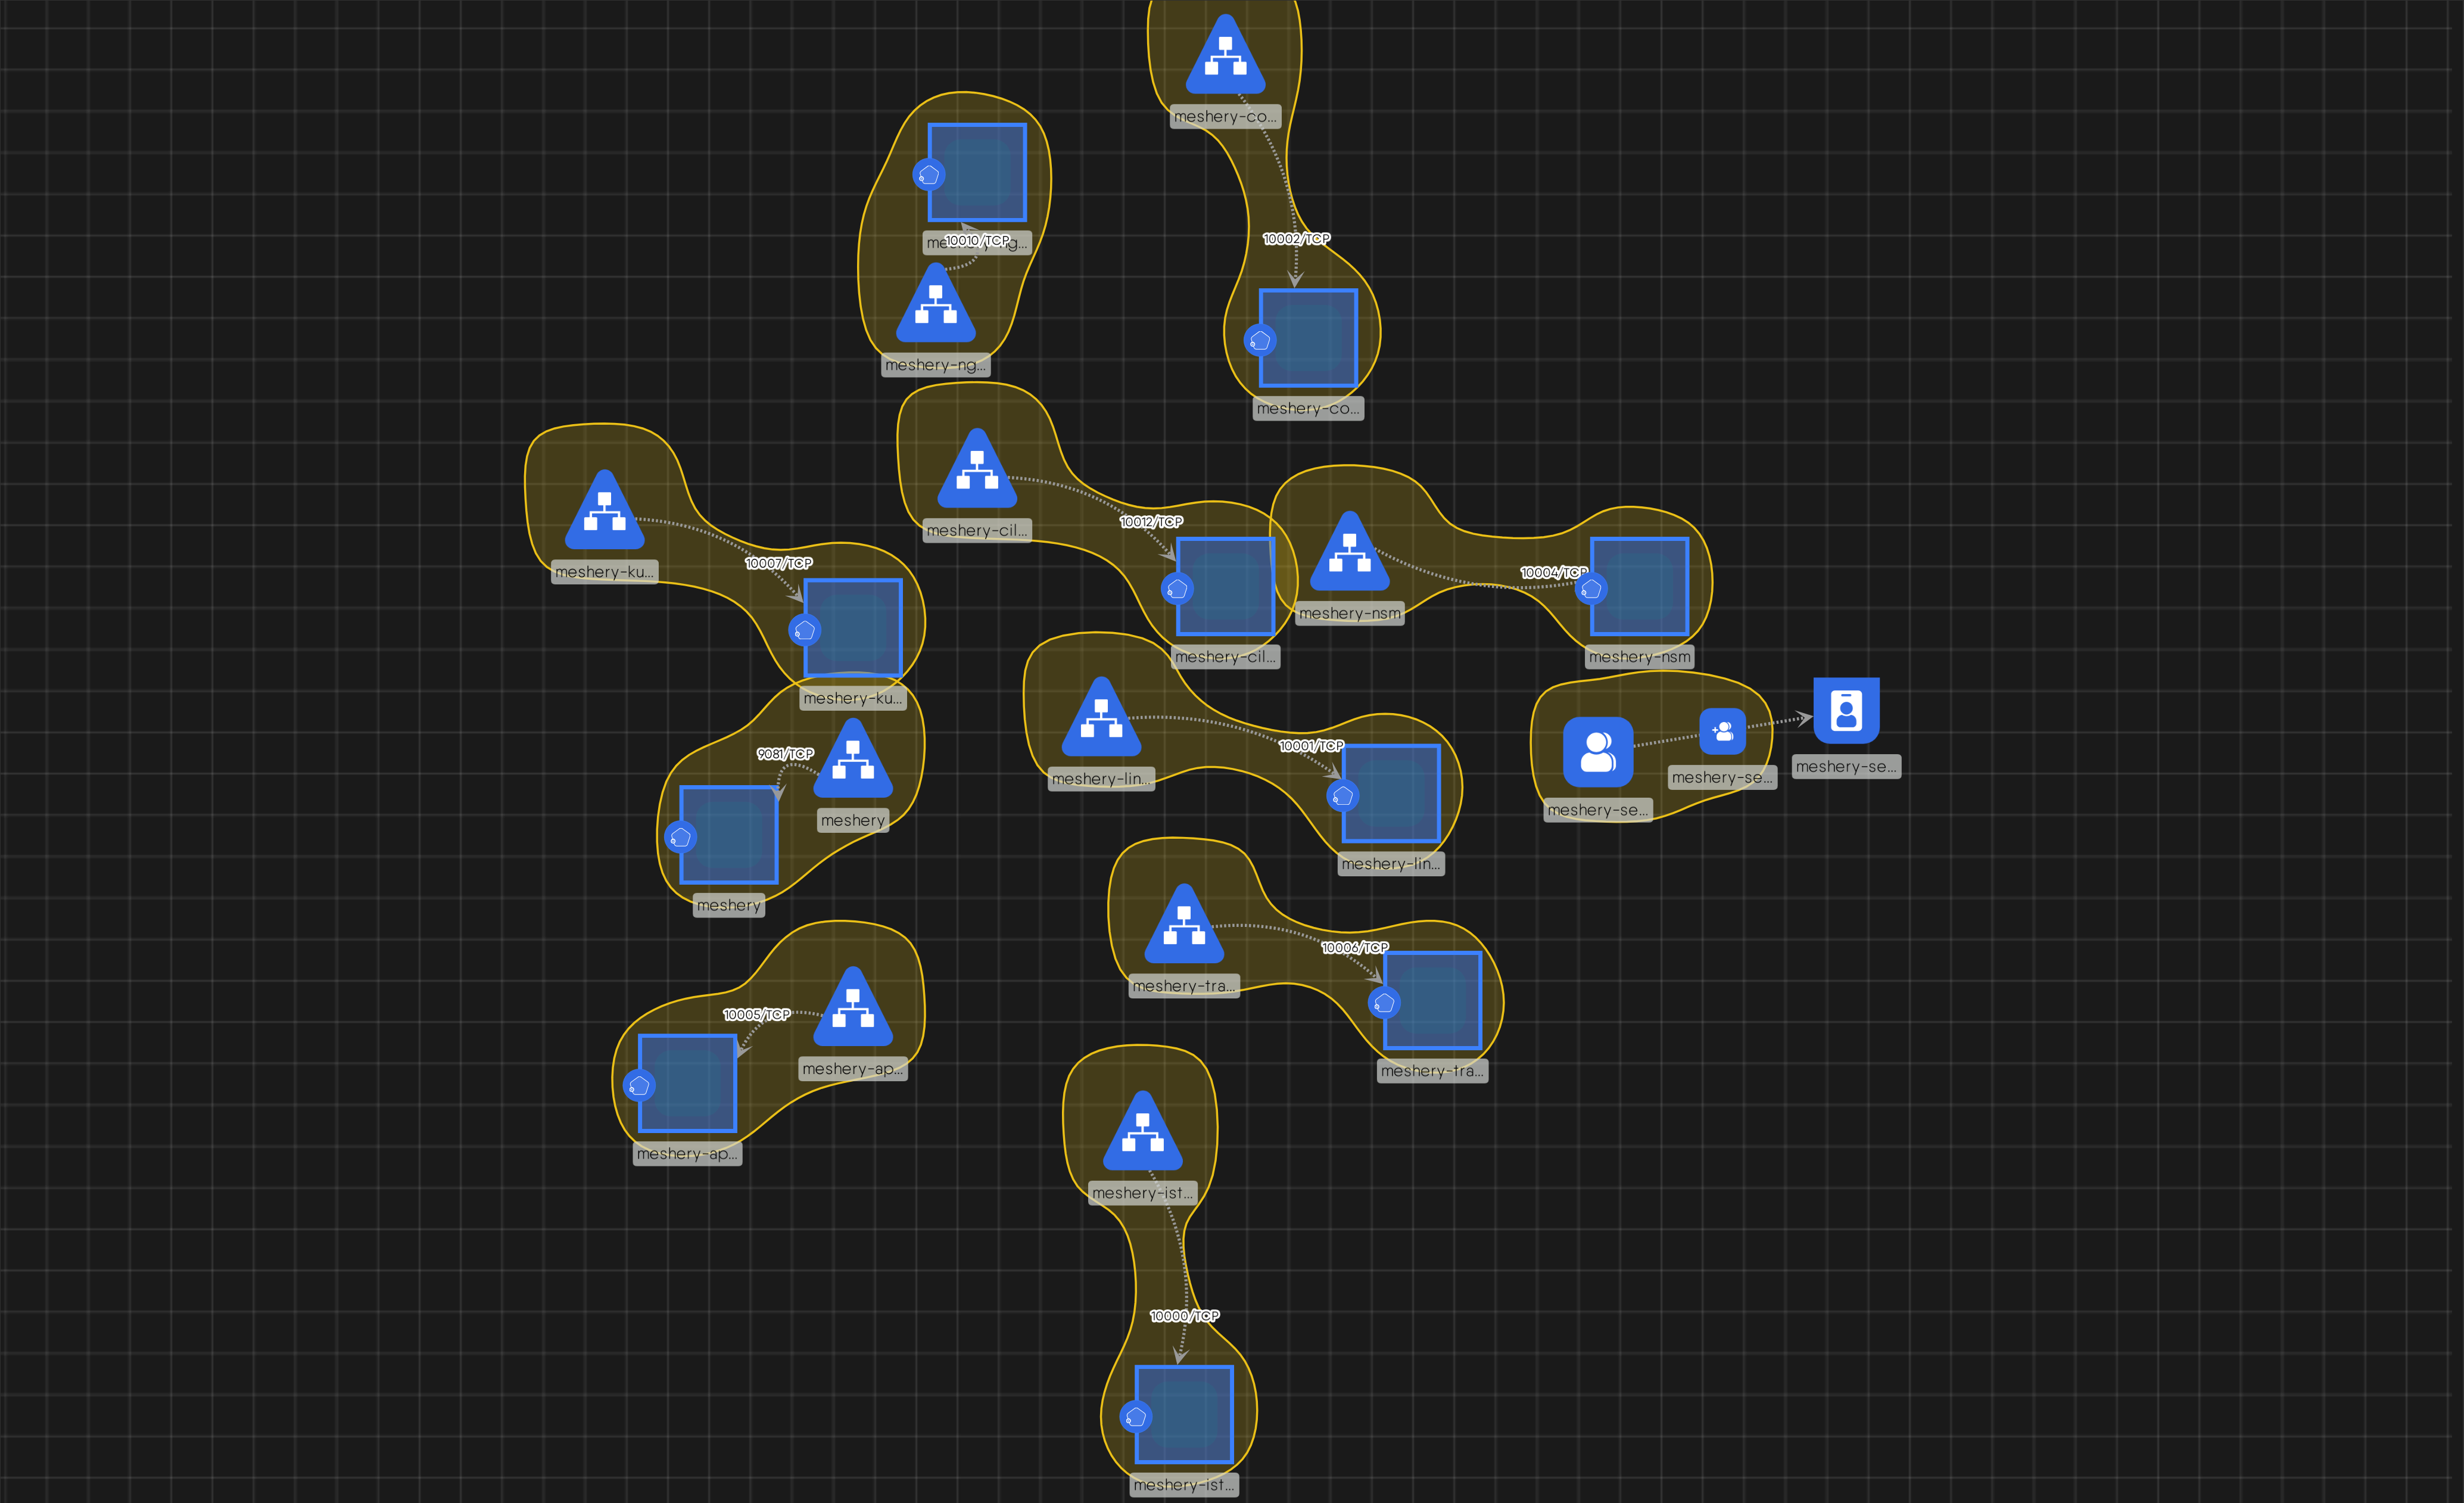 meshery-co...
10002/TCP
meshery-co...
10010/TCP
meshery-ng...
meshery-cil...
10012/TCP
meshery-cil...
meshery-ku...
10007/TCP
meshery-ku...
meshery-nsm
10004/TCP
meshery-nsm
meshery-lin...
10001/TCP
meshery-lin...
meshery-se...
meshery-se...
meshery-se...
9081/TCP
meshery
meshery
meshery-tra...
10006/TCP
meshery-tra...
10005/TCP
meshery-ap...
meshery-ap...
meshery-ist...
10000/TCP
meshery-ist...